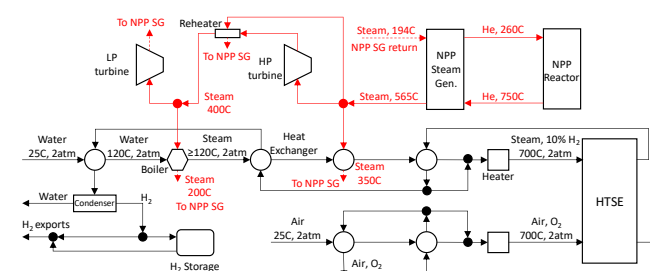 To NPP SG
Reheater
Steam, 194C
NPP SG return
He, 260C
LP
turbine
To NPP SG
HP
turbine
NPP
Steam
Gen.
NPP
Reactor
Steam
400C
Steam, 565C
He, 750C
Water
25C, 2atm
Water
120C, 2atm
Steam
≥120C, 2atm
Heat
Exchanger
Steam, 10% H₂
700C, 2atm
Boiler
Steam
200C
To NPP SG
Steam
350C
To NPP SG
Heater
HTSE
Water
Condenser
H₂
H₂ exports
Air
25C, 2atm
Air, O₂
700C, 2atm
Air, O₂
H₂ Storage